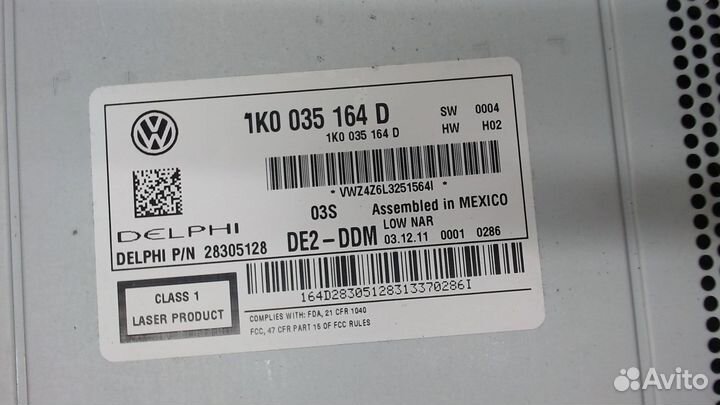 1K0 035 164 D
1K0 035 164 D
SW 0004
HW H02
* VWZ4Z6L3251564I *
03S Assembled in MEXICO
DELPHI
LOW NAR
DELPHI P/N 28305128 DE2-DDM 03.12.11 0001 0286
164D28305128313370286I
CLASS 1
LASER PRODUCT
COMPLIES WITH: FDA, 21 CFR 1040
FCC, 47 CFR PART 15 OF FCC RULES
Avito